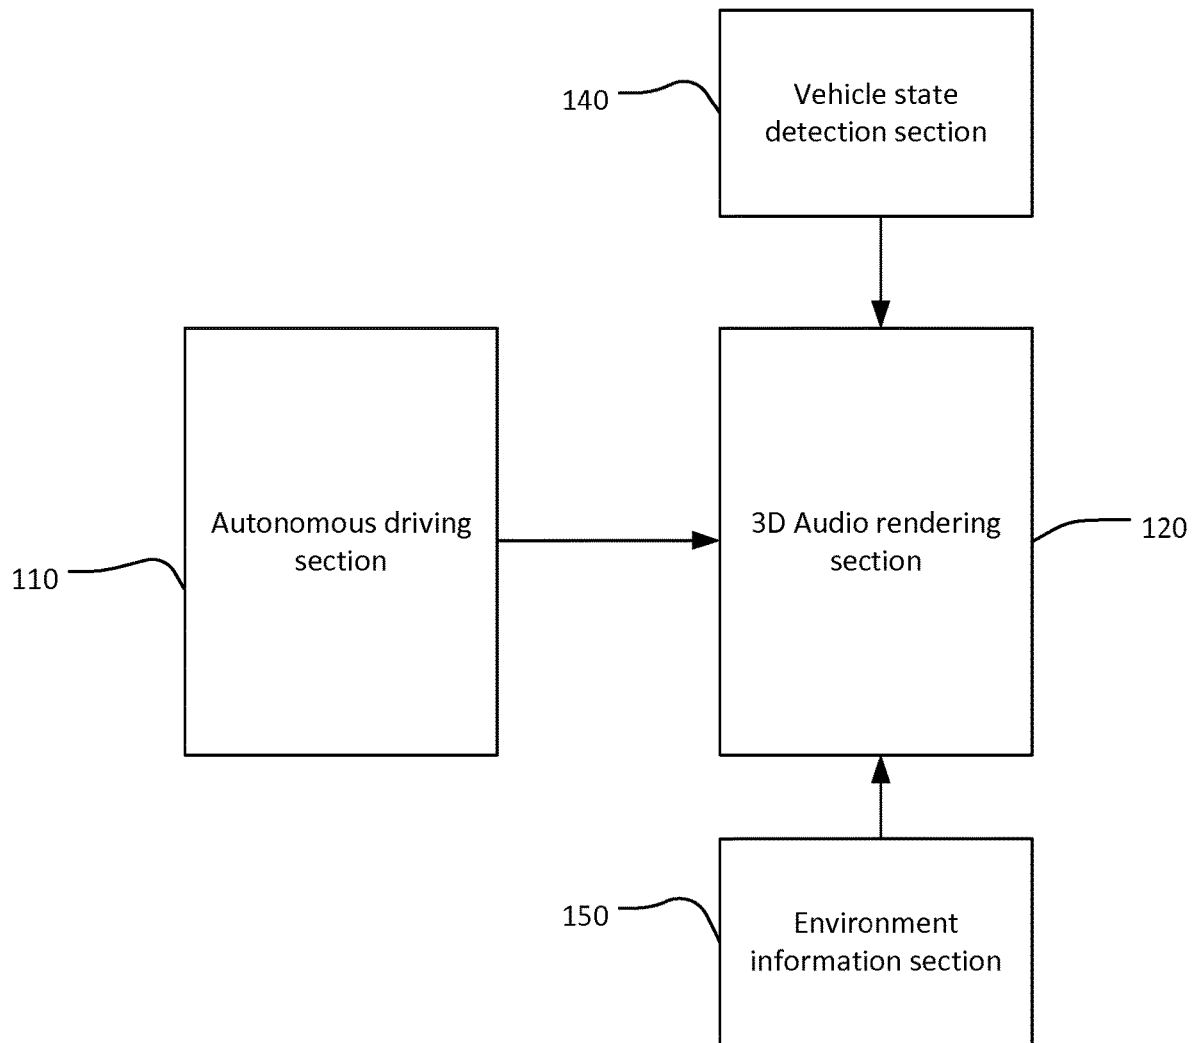 140
Vehicle state
detection section
Autonomous driving
section
110
3D Audio rendering
section
120
150
Environment
information section